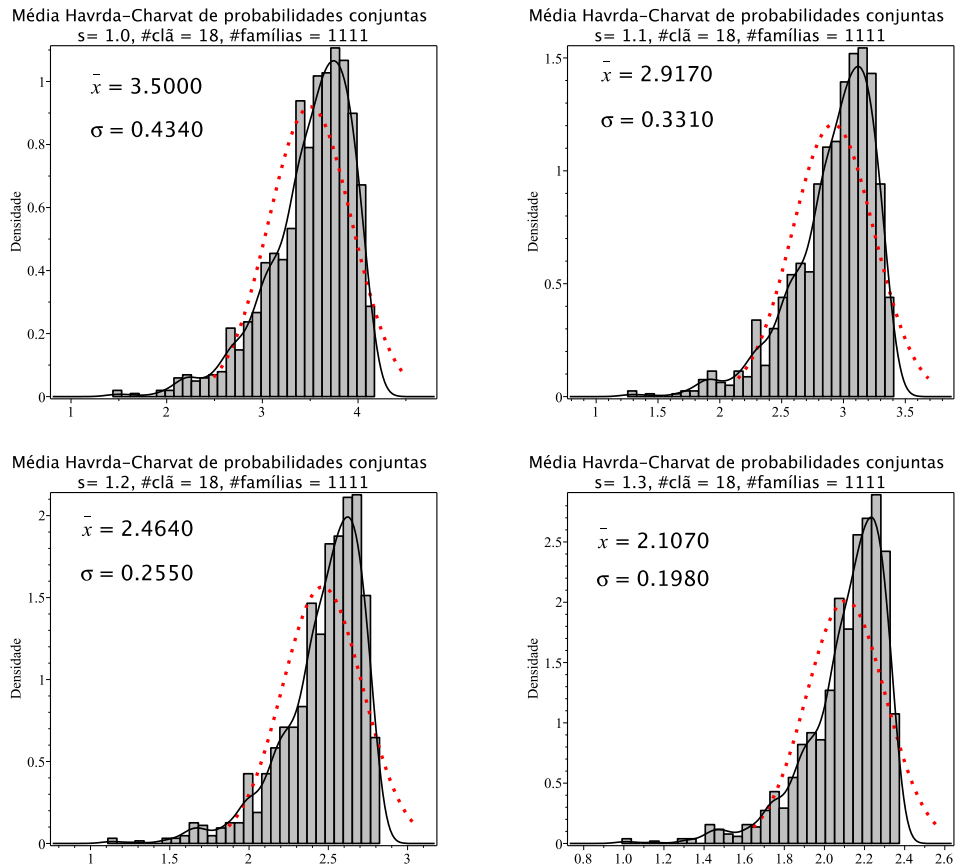 Média Havrda-Charvat de probabilidades conjuntas
s= 1.0, #clã = 18, #famílias = 1111
x̄ = 3.5000
σ = 0.4340
Densidade
1
0.8
0.6
0.4
0.2
0
1 2 3 4
Média Havrda-Charvat de probabilidades conjuntas
s= 1.1, #clã = 18, #famílias = 1111
x̄ = 2.9170
σ = 0.3310
Densidade
1.5
1
0.5
0
1 1.5 2 2.5 3 3.5
Média Havrda-Charvat de probabilidades conjuntas
s= 1.2, #clã = 18, #famílias = 1111
x̄ = 2.4640
σ = 0.2550
Densidade
2
1.5
1
0.5
0
1 1.5 2 2.5 3
Média Havrda-Charvat de probabilidades conjuntas
s= 1.3, #clã = 18, #famílias = 1111
x̄ = 2.1070
σ = 0.1980
Densidade
2.5
2
1.5
1
0.5
0
0.8 1.0 1.2 1.4 1.6 1.8 2.0 2.2 2.4 2.6